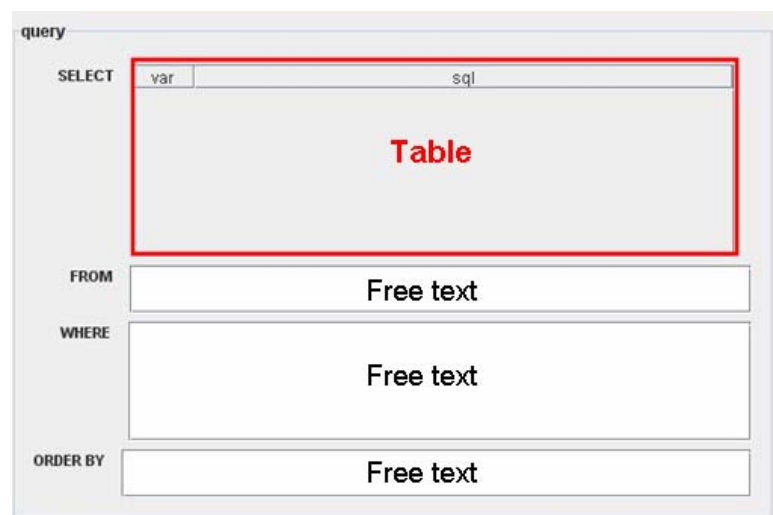 query
SELECT var sql
Table
FROM Free text
WHERE Free text
ORDER BY Free text